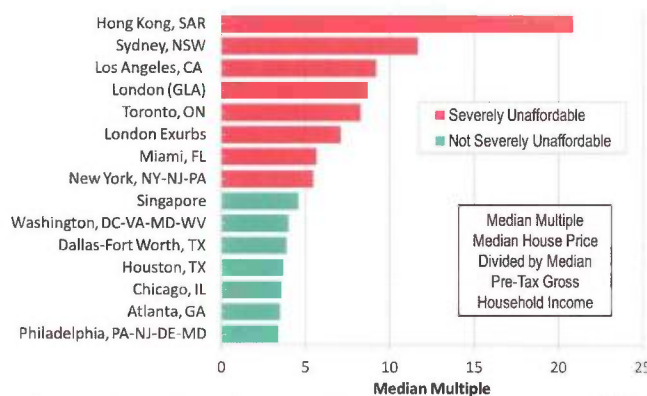 Hong Kong, SAR
Sydney, NSW
Los Angeles, CA
London (GLA)
Toronto, ON
London Exurbs
Miami, FL
New York, NY-NJ-PA
Singapore
Washington, DC-VA-MD-WV
Dallas-Fort Worth, TX
Houston, TX
Chicago, IL
Atlanta, GA
Philadelphia, PA-NJ-DE-MD
Severely Unaffordable
Not Severely Unaffordable
Median Multiple
Median House Price
Divided by Median
Pre-Tax Gross
Household Income
0 5 10 15 20 25
Median Multiple